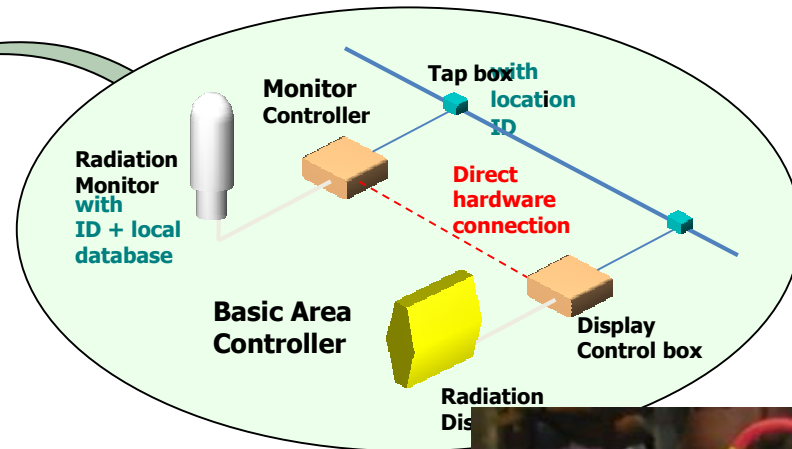 Tap box with
location
ID
Monitor
Controller
Radiation
Monitor
with
ID + local
database
Direct
hardware
connection
Basic Area
Controller
Display
Control box
Radiation